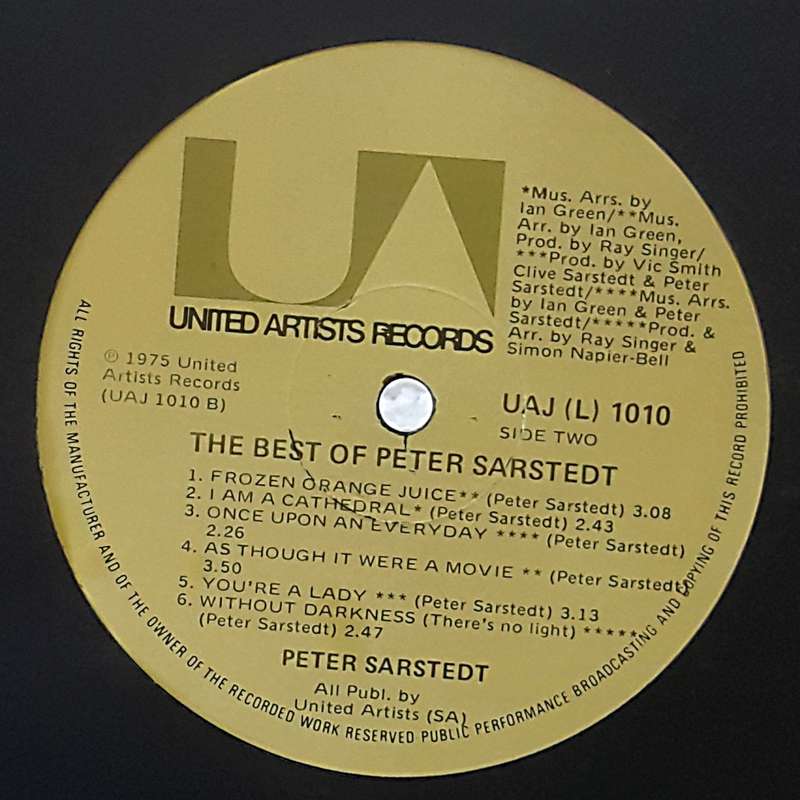 UA
UNITED ARTISTS RECORDS
*Mus. Arrs. by
Ian Green/**Mus.
Arr. by Ian Green,
Prod. by Ray Singer/
***Prod. by Vic Smith
Clive Sarstedt & Peter
Sarstedt/****Mus. Arrs.
by Ian Green & Peter
Sarstedt/*****Prod. &
Arr. by Ray Singer &
Simon Napier-Bell
℗ 1975 United
Artists Records
(UAJ 1010 B)
UAJ (L) 1010
SIDE TWO
THE BEST OF PETER SARSTEDT
1. FROZEN ORANGE JUICE** (Peter Sarstedt) 3.08
2. I AM A CATHEDRAL* (Peter Sarstedt) 2.43
3. ONCE UPON AN EVERYDAY **** (Peter Sarstedt)
2.26
4. AS THOUGH IT WERE A MOVIE ** (Peter Sarstedt)
3.50
5. YOU'RE A LADY *** (Peter Sarstedt) 3.13
6. WITHOUT DARKNESS (There's no light) *****
(Peter Sarstedt) 2.47
PETER SARSTEDT
All Publ. by
United Artists (SA)
ALL RIGHTS OF THE MANUFACTURER AND OF THE OWNER OF THE RECORDED WORK RESERVED PUBLIC PERFORMANCE BROADCASTING AND COPYING OF THIS RECORD PROHIBITED